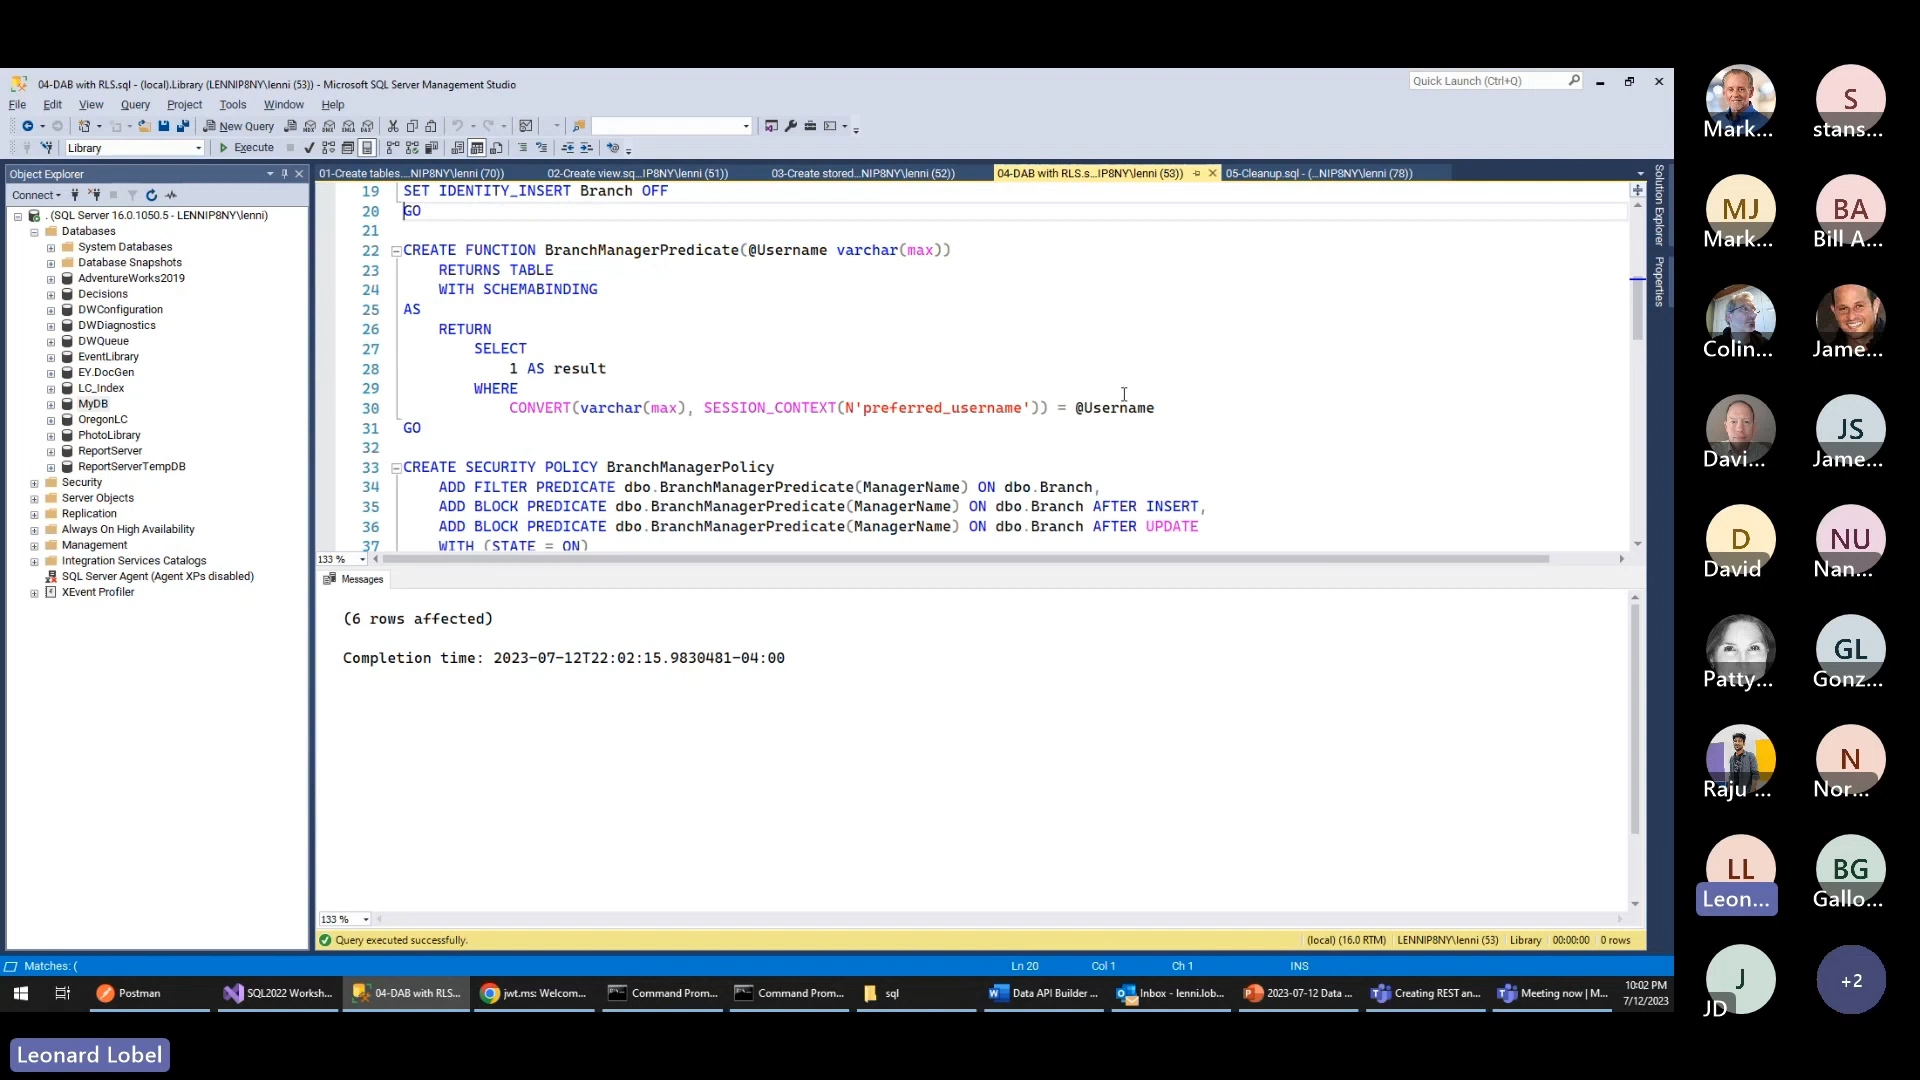 04-DAB with RLS.sql - (local).Library (LENNIP8NY\lenni (53)) - Microsoft SQL Server Management Studio
Quick Launch (Ctrl+Q)
File Edit View Query Project Tools Window Help
New Query
Library
Execute
Object Explorer
Connect
. (SQL Server 16.0.1050.5 - LENNIP8NY\lenni)
Databases
System Databases
Database Snapshots
AdventureWorks2019
Decisions
DWConfiguration
DWDiagnostics
DWQueue
EventLibrary
EY.DocGen
LC_Index
MyDB
OregonLC
PhotoLibrary
ReportServer
ReportServerTempDB
Security
Server Objects
Replication
Always On High Availability
Management
Integration Services Catalogs
SQL Server Agent (Agent XPs disabled)
XEvent Profiler
01-Create tables....NIP8NY\lenni (70)) 02-Create view.sq...IP8NY\lenni (51)) 03-Create stored...NIP8NY\lenni (52)) 04-DAB with RLS.s...IP8NY\lenni (53)) 05-Cleanup.sql - (...NIP8NY\lenni (78))
19 SET IDENTITY_INSERT Branch OFF
20 GO
21
22 CREATE FUNCTION BranchManagerPredicate(@Username varchar(max))
23 RETURNS TABLE
24 WITH SCHEMABINDING
25 AS
26 RETURN
27 SELECT
28 1 AS result
29 WHERE
30 CONVERT(varchar(max), SESSION_CONTEXT(N'preferred_username')) = @Username
31 GO
32
33 CREATE SECURITY POLICY BranchManagerPolicy
34 ADD FILTER PREDICATE dbo.BranchManagerPredicate(ManagerName) ON dbo.Branch,
35 ADD BLOCK PREDICATE dbo.BranchManagerPredicate(ManagerName) ON dbo.Branch AFTER INSERT,
36 ADD BLOCK PREDICATE dbo.BranchManagerPredicate(ManagerName) ON dbo.Branch AFTER UPDATE
37 WITH (STATE = ON)
133 %
Messages
(6 rows affected)
Completion time: 2023-07-12T22:02:15.9830481-04:00
133 %
Query executed successfully.
(local) (16.0 RTM) LENNIP8NY\lenni (53) Library 00:00:00 0 rows
Solution Explorer
Properties
Matches: (
Ln 20 Col 1 Ch 1 INS
Postman
SQL2022 Worksh...
04-DAB with RLS...
jwt.ms: Welcom...
Command Prom...
Command Prom...
sql
Data API Builder ...
Inbox - lenni.lob...
2023-07-12 Data ...
Creating REST an...
Meeting now | M...
10:02 PM
7/12/2023
Leonard Lobel
Mark...
S
stans...
MJ
Mark...
BA
Bill A...
Colin...
Jame...
Davi...
JS
Jame...
D
David
NU
Nan...
Patty...
GL
Gonz...
Raju ...
N
Nor...
LL
Leon...
BG
Gallo...
J
JD
+2